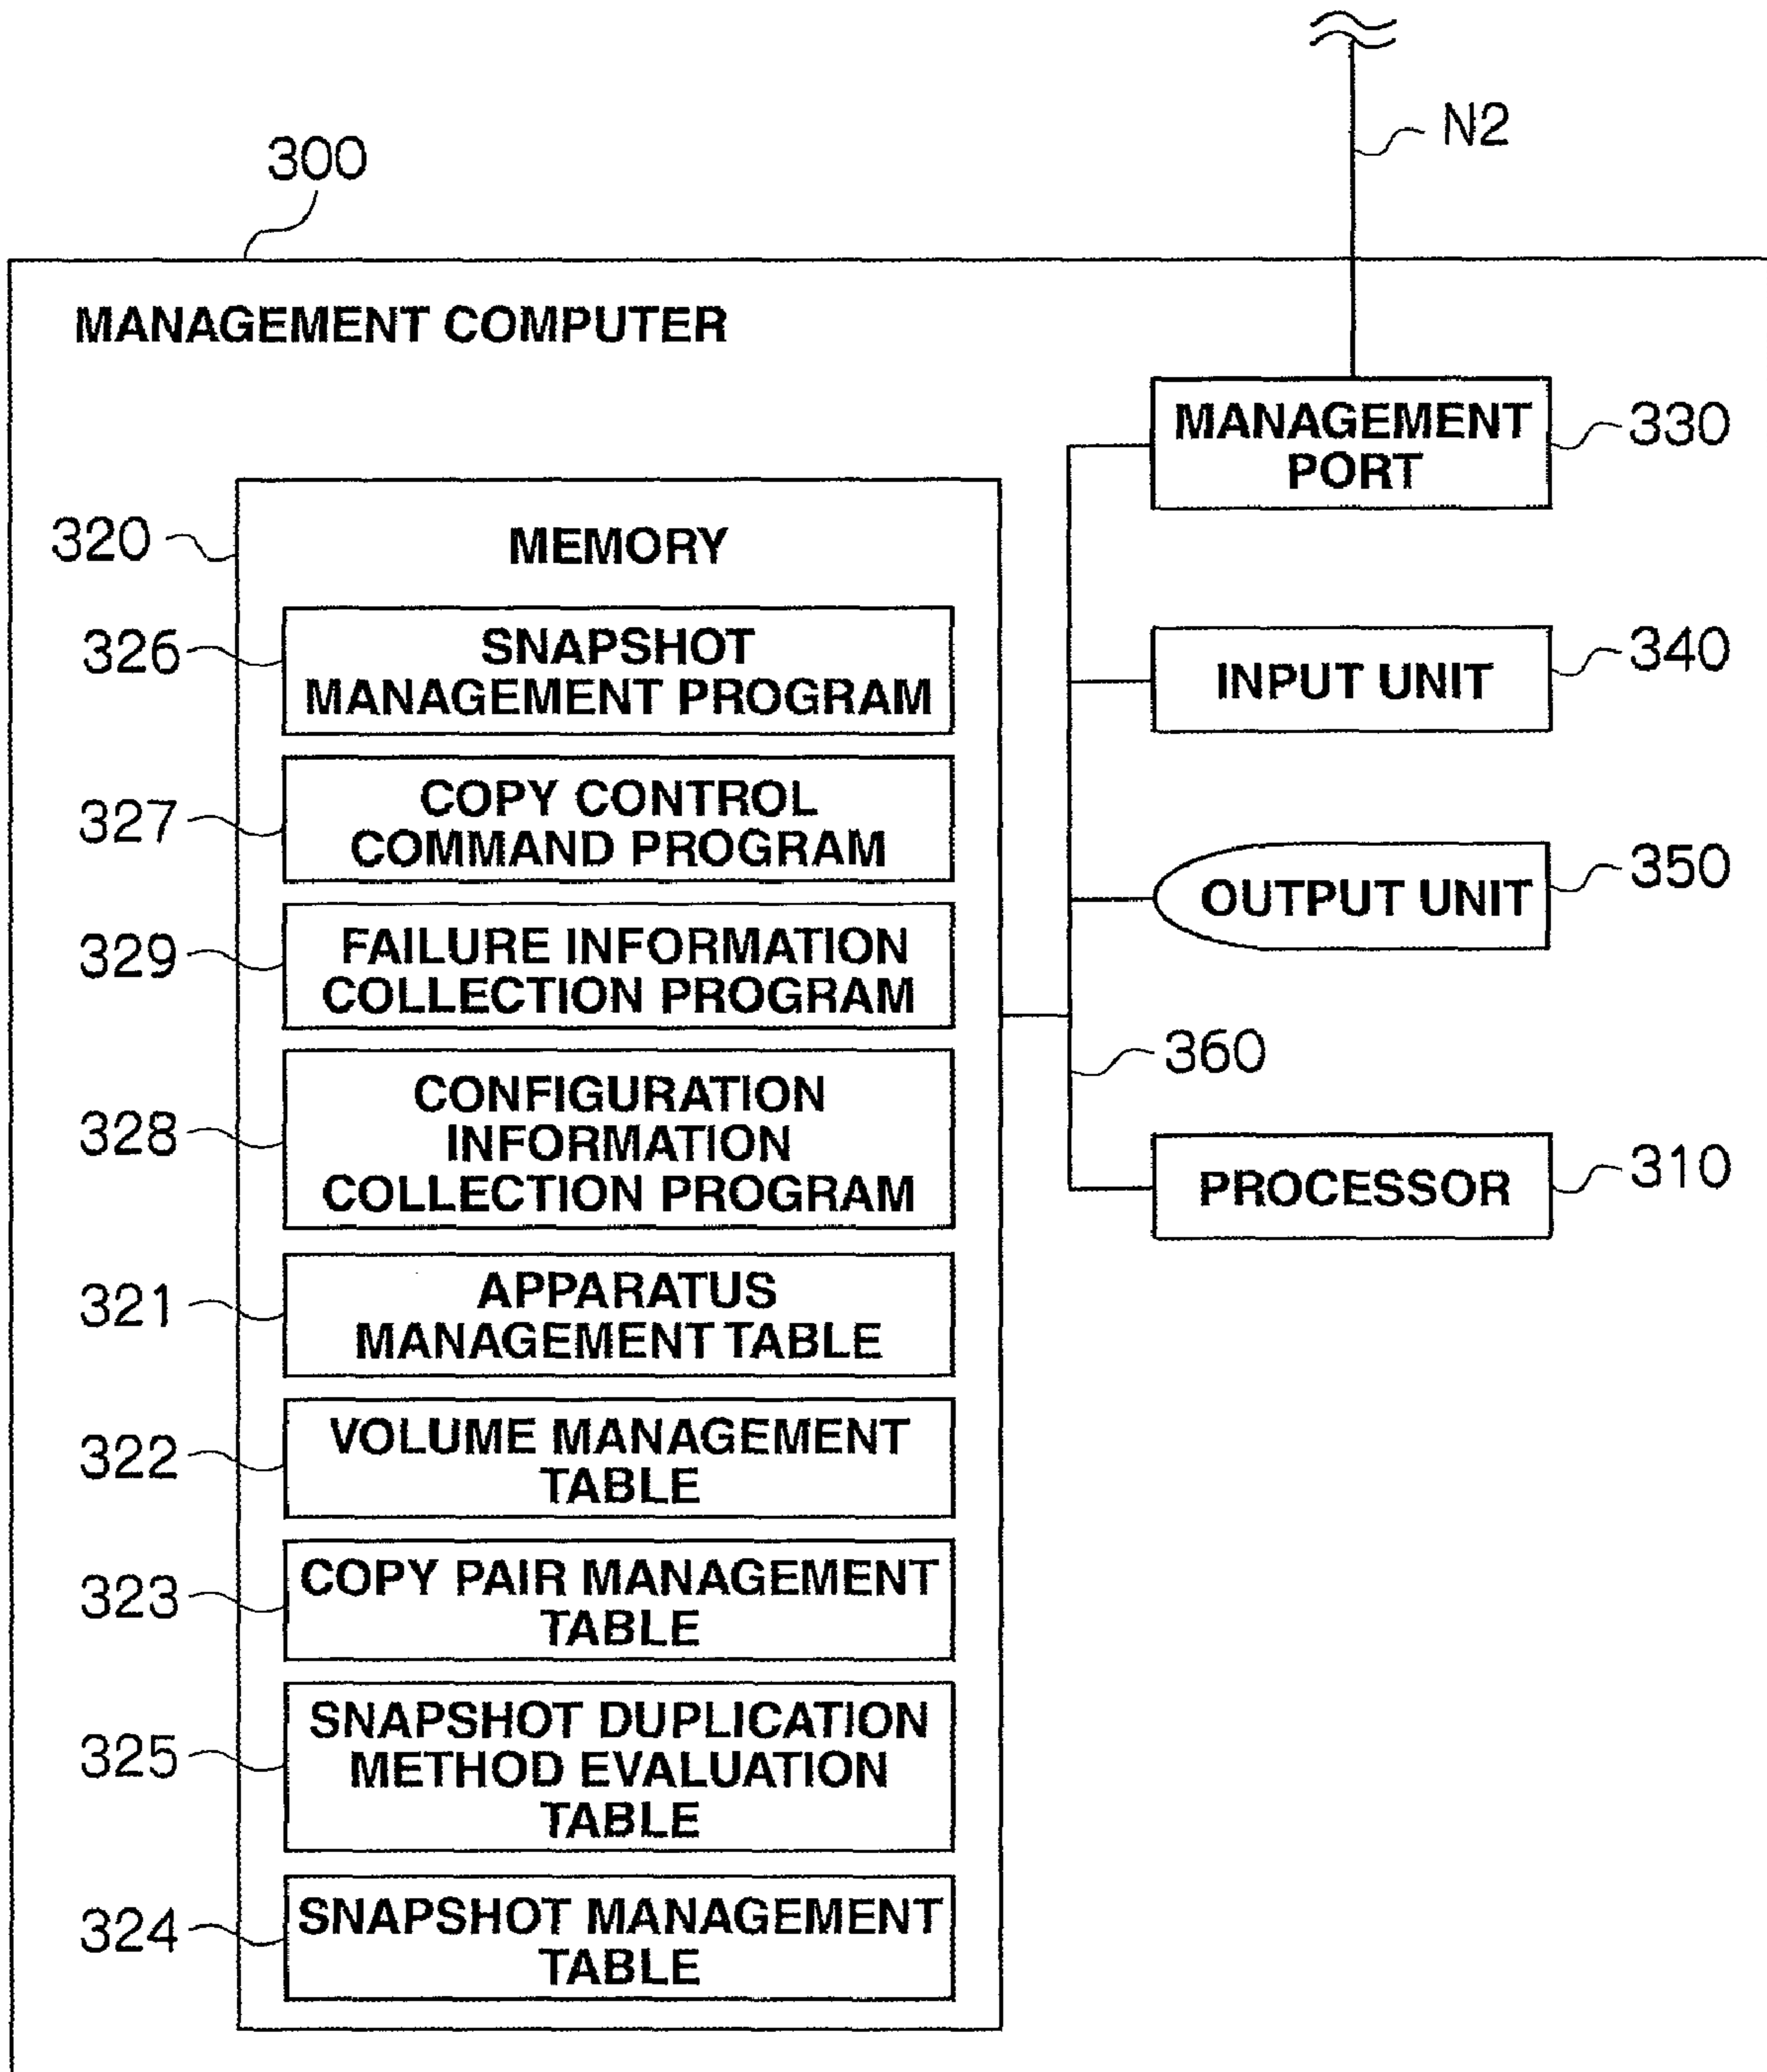 N2
300
MANAGEMENT COMPUTER
MANAGEMENT
PORT
330
320
MEMORY
326
SNAPSHOT
MANAGEMENT PROGRAM
INPUT UNIT
340
327
COPY CONTROL
COMMAND PROGRAM
OUTPUT UNIT
350
329
FAILURE INFORMATION
COLLECTION PROGRAM
360
328
CONFIGURATION
INFORMATION
COLLECTION PROGRAM
PROCESSOR
310
321
APPARATUS
MANAGEMENT TABLE
322
VOLUME MANAGEMENT
TABLE
323
COPY PAIR MANAGEMENT
TABLE
325
SNAPSHOT DUPLICATION
METHOD EVALUATION
TABLE
324
SNAPSHOT MANAGEMENT
TABLE